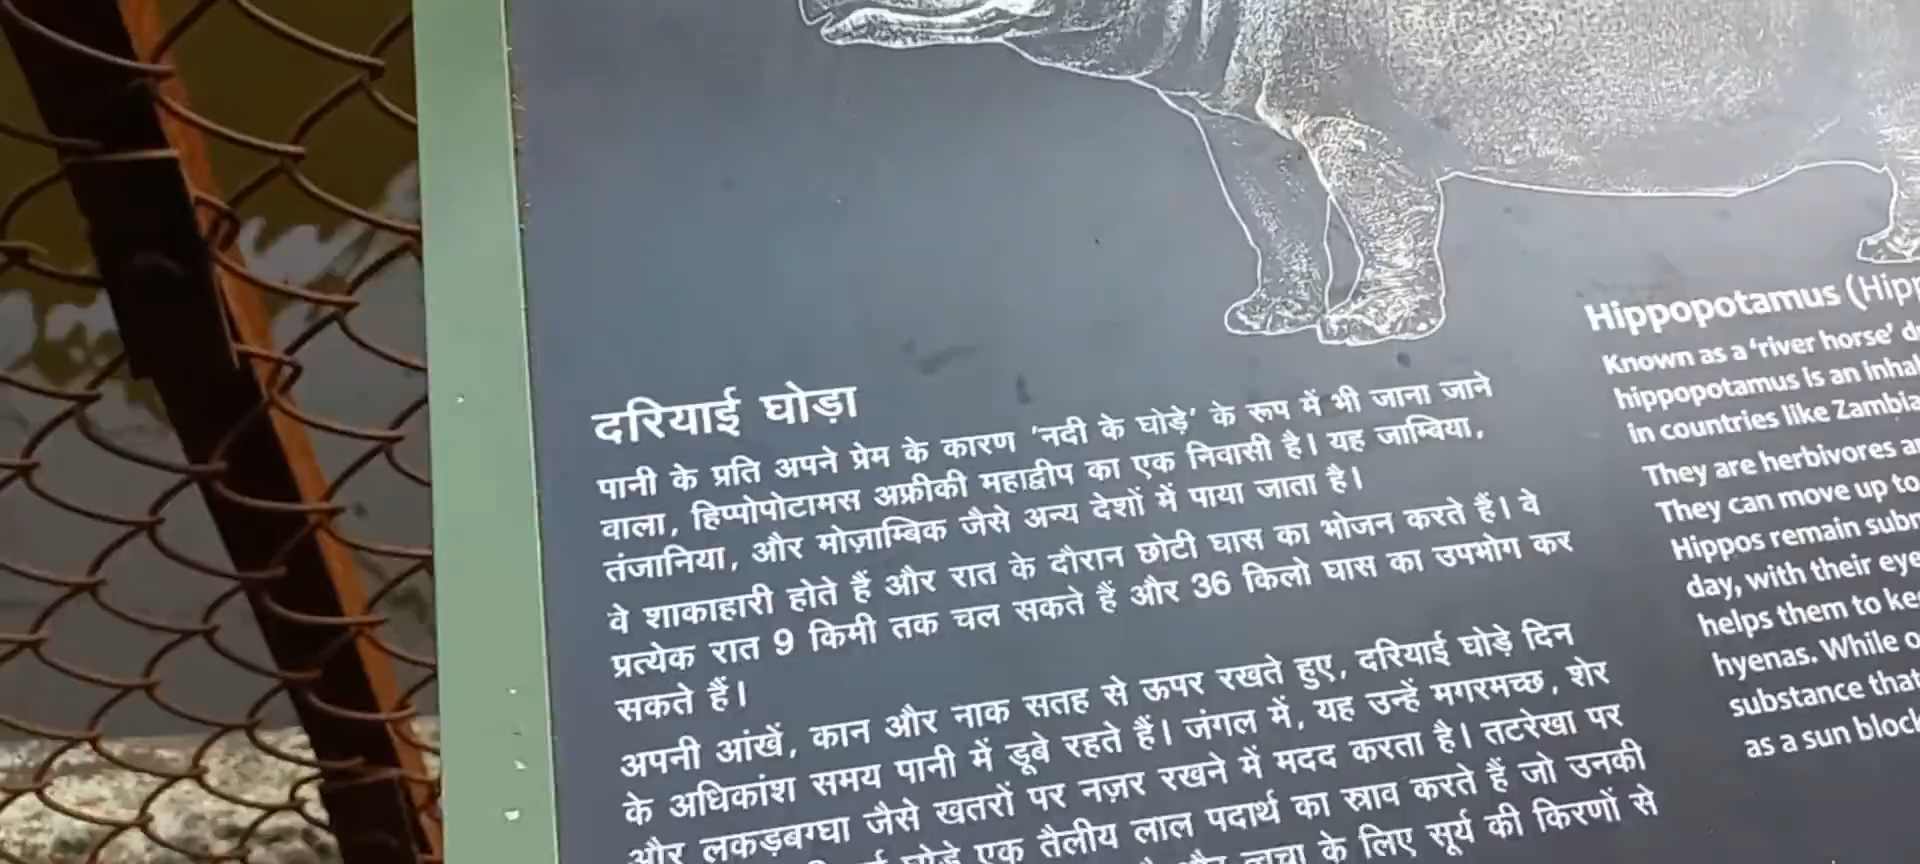 दरियाई घोड़ा
पानी के प्रति अपने प्रेम के कारण 'नदी के घोड़े' के रूप में भी जाना जाने
वाला, हिप्पोपोटामस अफ्रीकी महाद्वीप का एक निवासी है। यह जाम्बिया,
तंजानिया, और मोज़ाम्बिक जैसे अन्य देशों में पाया जाता है।
वे शाकाहारी होते हैं और रात के दौरान छोटी घास का भोजन करते हैं। वे
प्रत्येक रात 9 किमी तक चल सकते हैं और 36 किलो घास का उपभोग कर
सकते हैं।
अपनी आंखें, कान और नाक सतह से ऊपर रखते हुए, दरियाई घोड़े दिन
के अधिकांश समय पानी में डूबे रहते हैं। जंगल में, यह उन्हें मगरमच्छ, शेर
और लकड़बग्घा जैसे खतरों पर नज़र रखने में मदद करता है। तटरेखा पर
घोड़े एक तैलीय लाल पदार्थ का स्राव करते हैं जो उनकी
और त्वचा के लिए सूर्य की किरणों से
Hippopotamus (Hipp
Known as a 'river horse'
hippopotamus is an
in countries like Zambia
They are herbivores
They can move up to
Hippos remain
day, with their
helps them to
hyenas. While
substance that
as a sun block